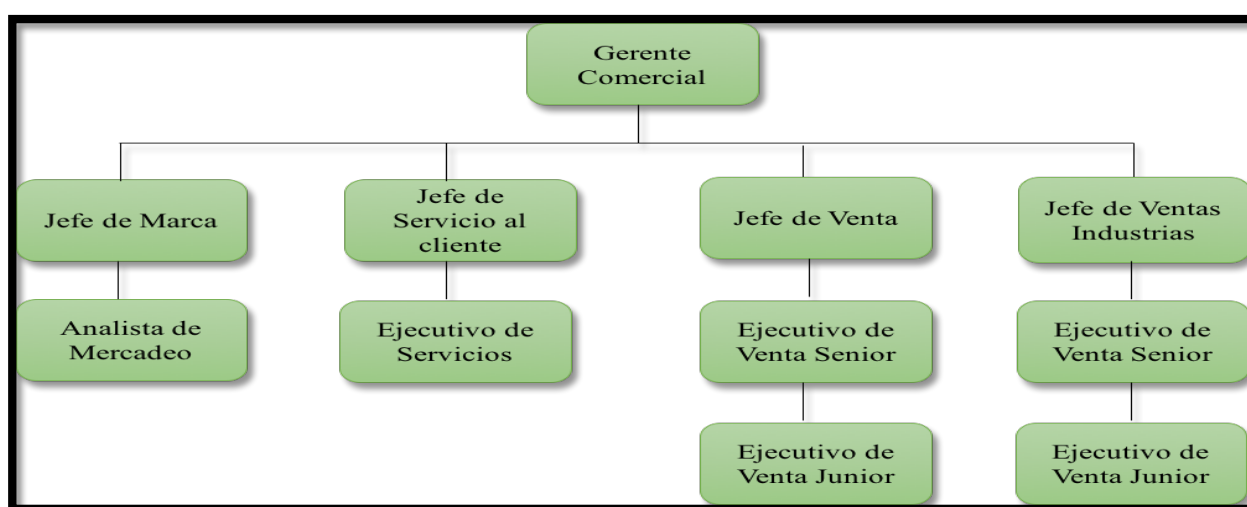 Gerente
Comercial
Jefe de Marca
Jefe de
Servicio al
cliente
Jefe de Venta
Jefe de Ventas
Industrias
Analista de
Mercadeo
Ejecutivo de
Servicios
Ejecutivo de
Venta Senior
Ejecutivo de
Venta Senior
Ejecutivo de
Venta Junior
Ejecutivo de
Venta Junior